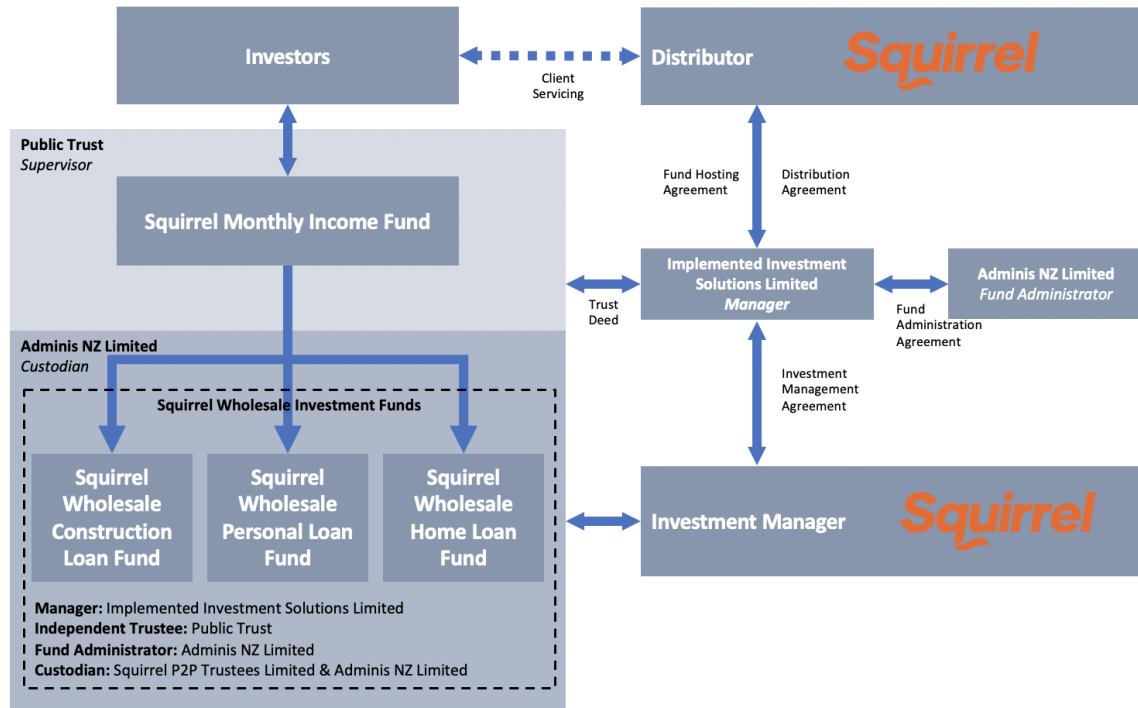 Investors
Client
Servicing
Distributor
Squirrel
Public Trust
Supervisor
Squirrel Monthly Income Fund
Fund Hosting
Agreement
Distribution
Agreement
Trust
Deed
Implemented Investment
Solutions Limited
Manager
Fund
Administration
Agreement
Adminis NZ Limited
Fund Administrator
Adminis NZ Limited
Custodian
Investment
Management
Agreement
Squirrel Wholesale Investment Funds
Squirrel
Wholesale
Construction
Loan Fund
Squirrel
Wholesale
Personal Loan
Fund
Squirrel
Wholesale
Home Loan
Fund
Investment Manager
Squirrel
Manager: Implemented Investment Solutions Limited
Independent Trustee: Public Trust
Fund Administrator: Adminis NZ Limited
Custodian: Squirrel P2P Trustees Limited & Adminis NZ Limited